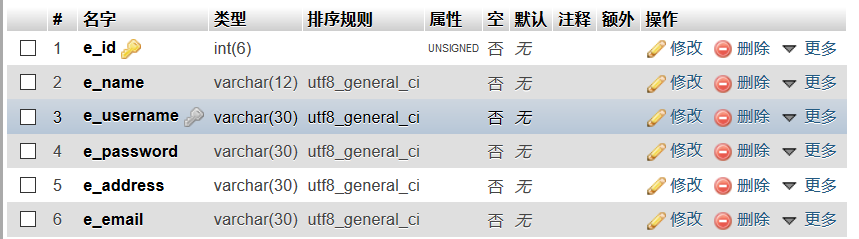 # 名字 类型 排序规则 属性 空 默认 注释 额外 操作
1 e_id int(6) UNSIGNED 否 无 修改 删除 更多
2 e_name varchar(12) utf8_general_ci 否 无 修改 删除 更多
3 e_username varchar(30) utf8_general_ci 否 无 修改 删除 更多
4 e_password varchar(30) utf8_general_ci 否 无 修改 删除 更多
5 e_address varchar(30) utf8_general_ci 否 无 修改 删除 更多
6 e_email varchar(30) utf8_general_ci 否 无 修改 删除 更多